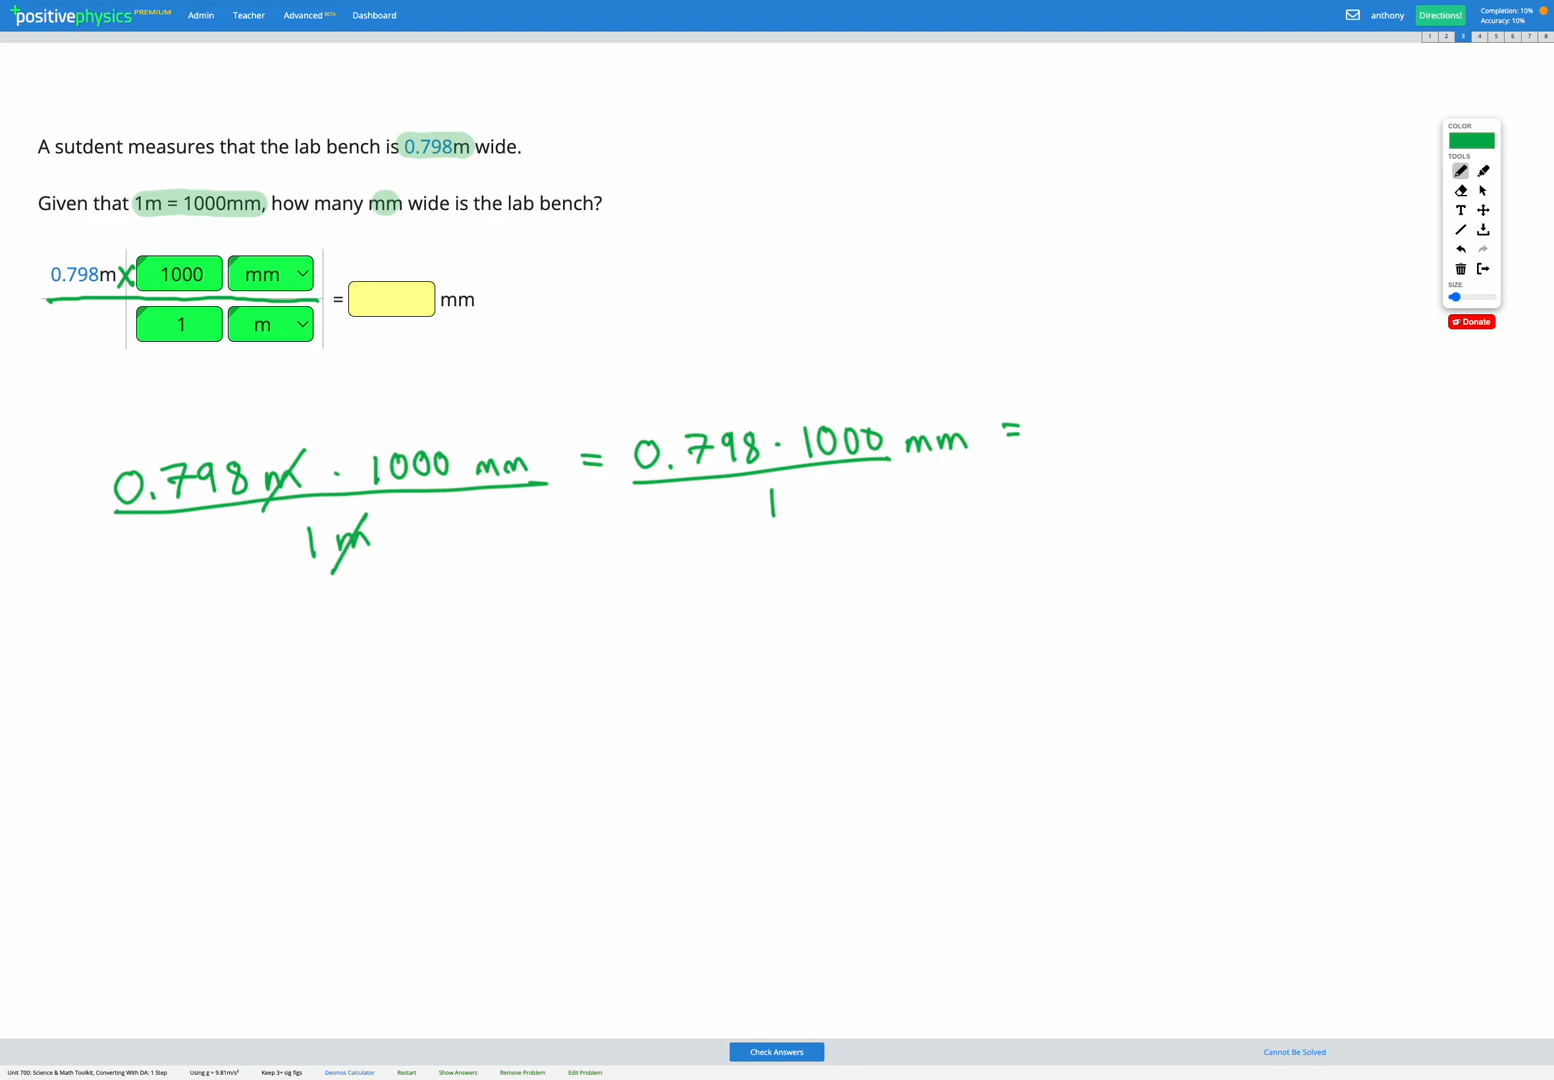 positivephysics PREMIUM Admin Teacher Advanced BETA Dashboard anthony Directions! Completion: 10%
Accuracy: 10%
1 2 3 4 5 6 7 8
A sutdent measures that the lab bench is 0.798m wide.
Given that 1m = 1000mm, how many mm wide is the lab bench?
0.798m x 1000 mm
1 m
= mm
0.798 m · 1000 mm = 0.798 · 1000 mm =
1 m 1
COLOR
TOOLS
T
SIZE
Donate
Check Answers Cannot Be Solved
Unit 700: Science & Math Toolkit, Converting With DA: 1 Step Using g = 9.81m/s² Keep 3+ sig figs Desmos Calculator Restart Show Answers Remove Problem Edit Problem